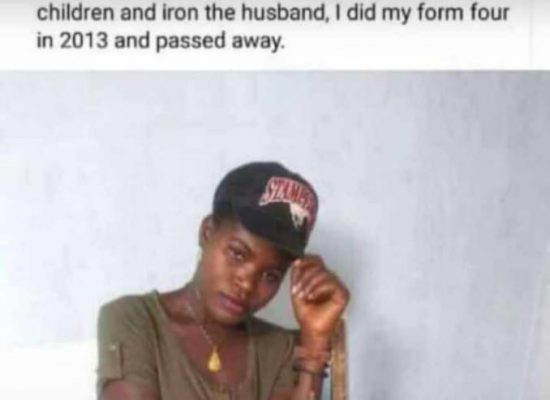 children and iron the husband, I did my form four
in 2013 and passed away.